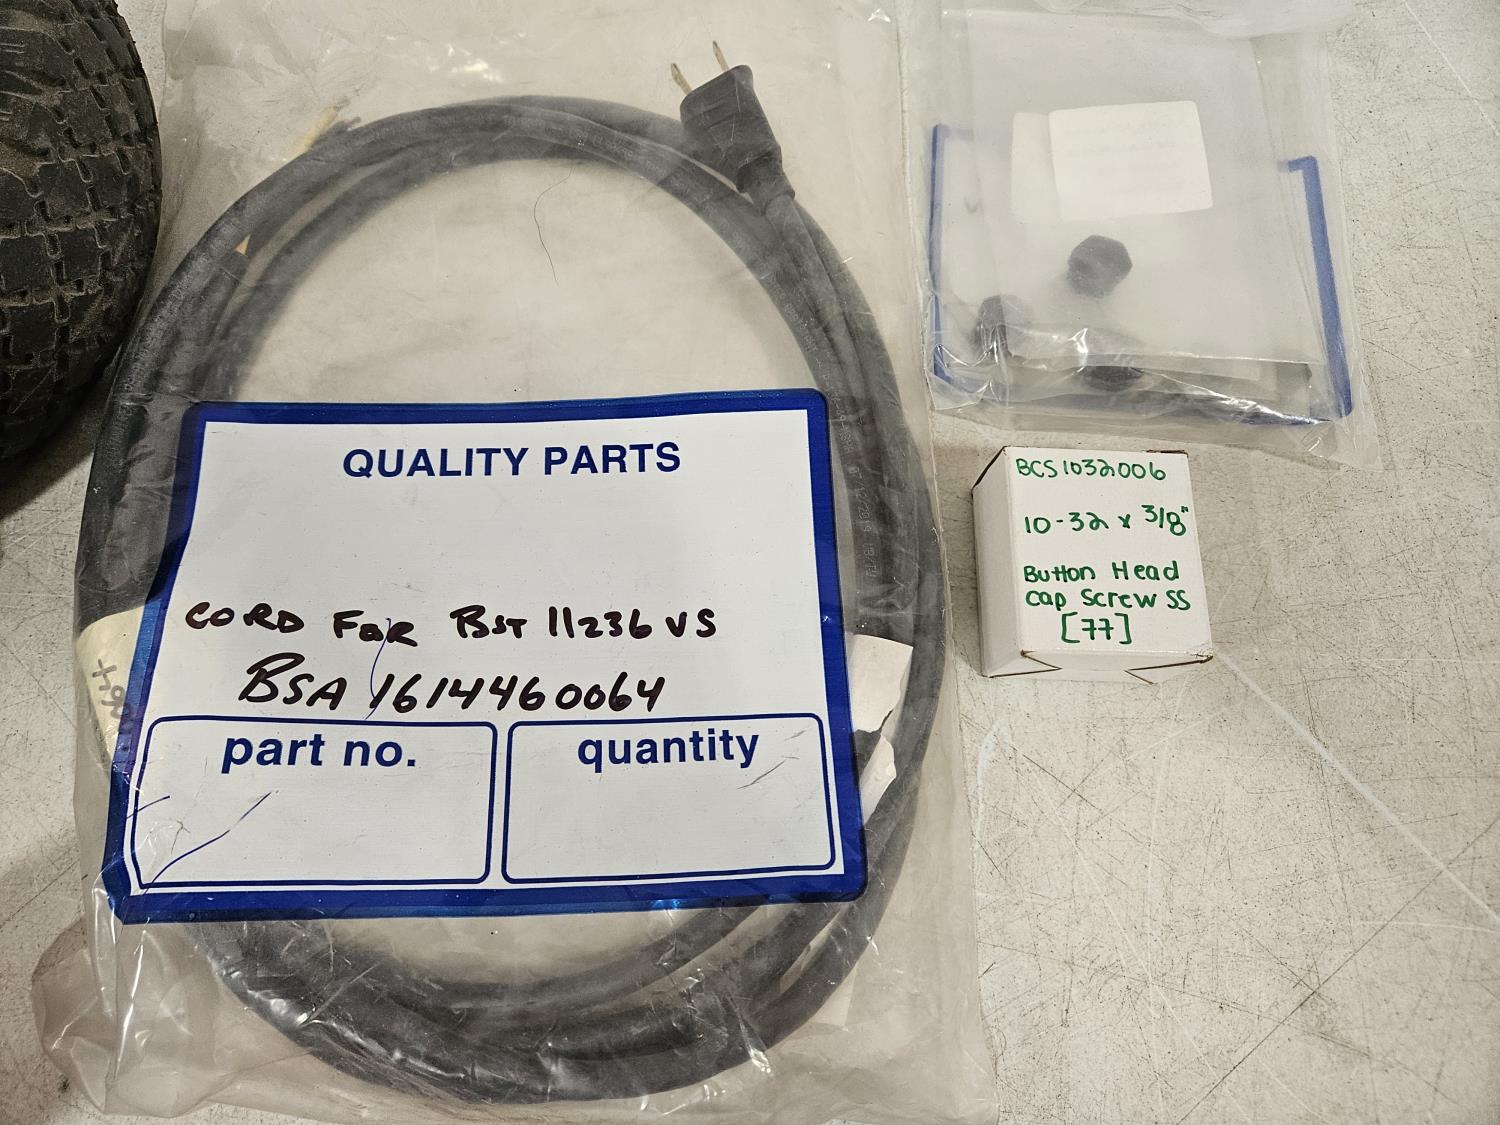 QUALITY PARTS
CORD FOR BST 11236 VS
BSA 1614460064
part no.
quantity
BCS1032006
10-32 x 3/8"
Button Head
Cap Screw SS
[77]